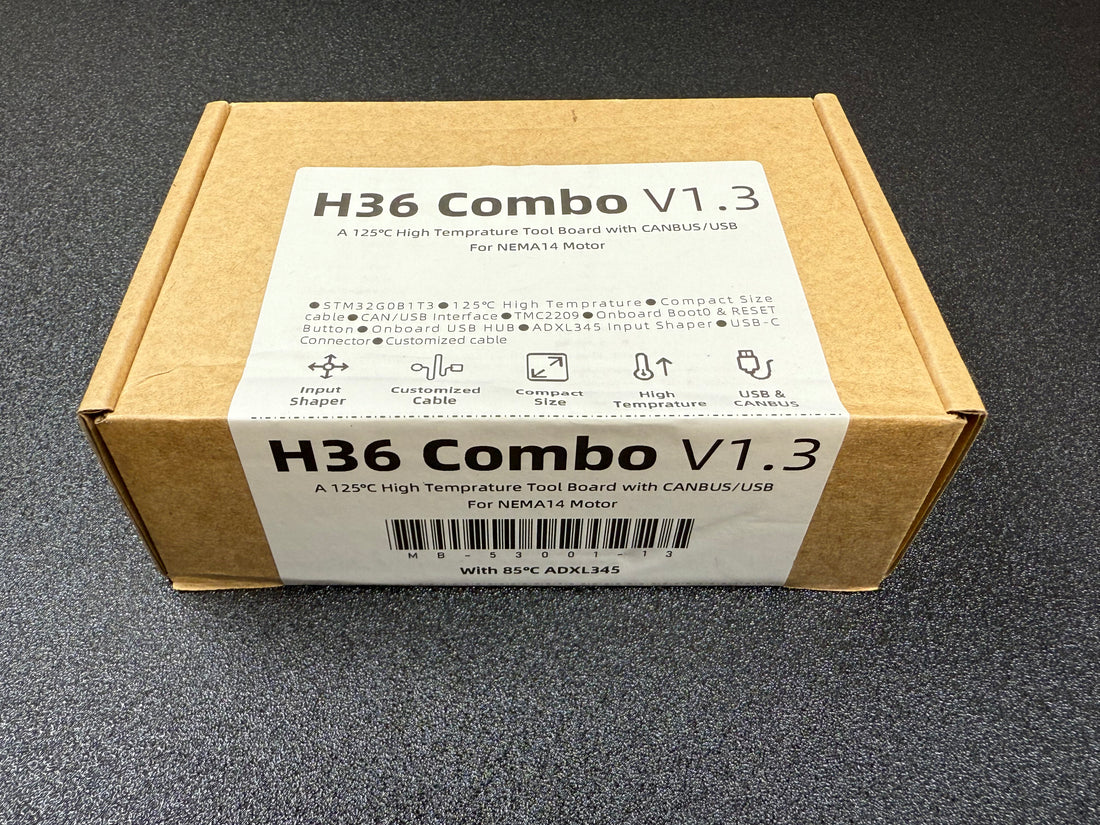 H36 Combo V1.3
A 125℃ High Temprature Tool Board with CANBUS/USB
For NEMA14 Motor
●STM32G0B1T3●125℃ High Temprature●Compact Size
cable●CAN/USB Interface●TMC2209●Onboard Boot0 & RESET
Button●Onboard USB HUB●ADXL345 Input Shaper●USB-C
Connector●Customized cable
Input Shaper
Customized Cable
Compact Size
High Temprature
USB & CANBUS
H36 Combo V1.3
A 125℃ High Temprature Tool Board with CANBUS/USB
For NEMA14 Motor
MB-53001-13
With 85℃ ADXL345